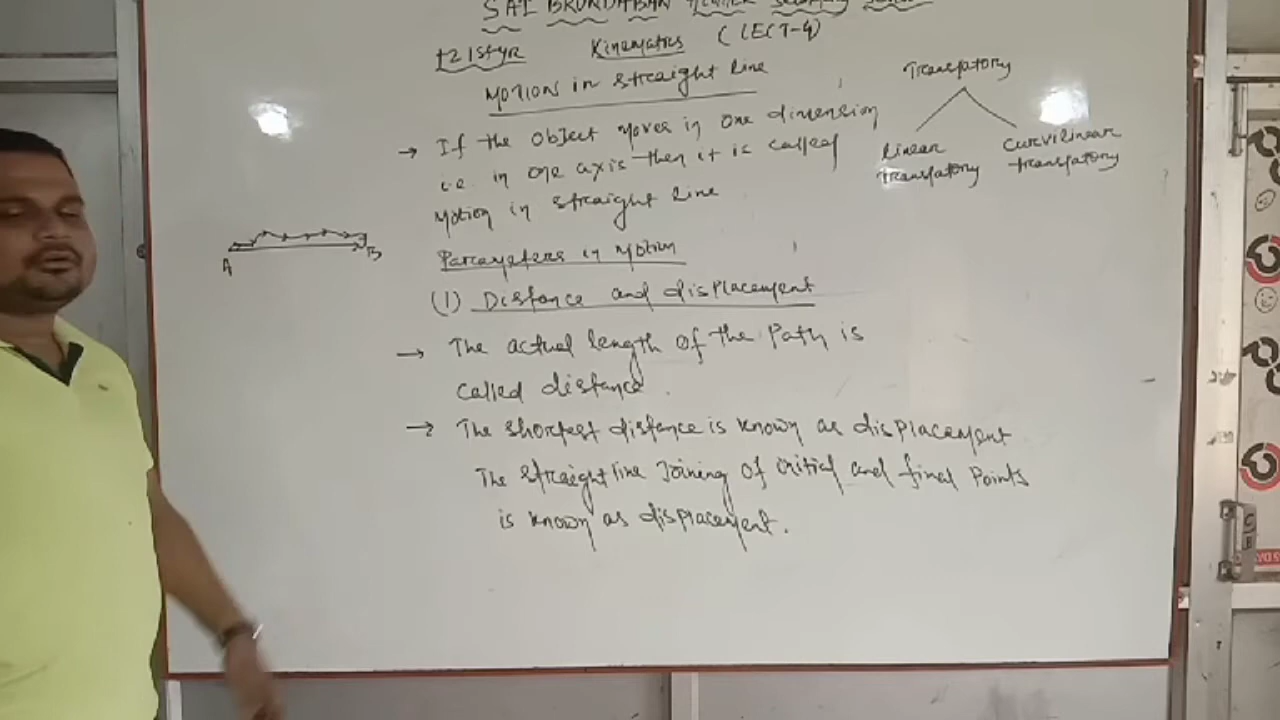 SAI BRUNDABAN HIGHER
+2 1st yr Kinematics (LECT-4)
Motions in straight line
→ If the object moves in one dimension
i.e in one axis then it is called
motion in straight line
Parameters in motion
(1) Distance and displacement
→ The actual length of the Path is
called distance.
→ The shortest distance is known as displacement
The straight line Joining of initial and final Points
is known as displacement.
Translatory
Linear
translatory
Curvilinear
translatory
A
B